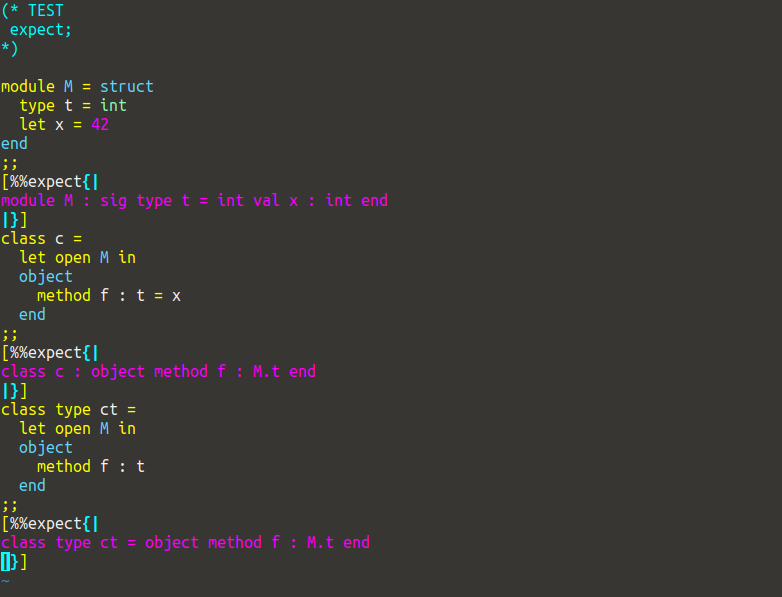 (* TEST
 expect;
*)

module M = struct
  type t = int
  let x = 42
end
;;
[%%expect{|
module M : sig type t = int val x : int end
|}]
class c =
  let open M in
  object
    method f : t = x
  end
;;
[%%expect{|
class c : object method f : M.t end
|}]
class type ct =
  let open M in
  object
    method f : t
  end
;;
[%%expect{|
class type ct = object method f : M.t end
|}]
~